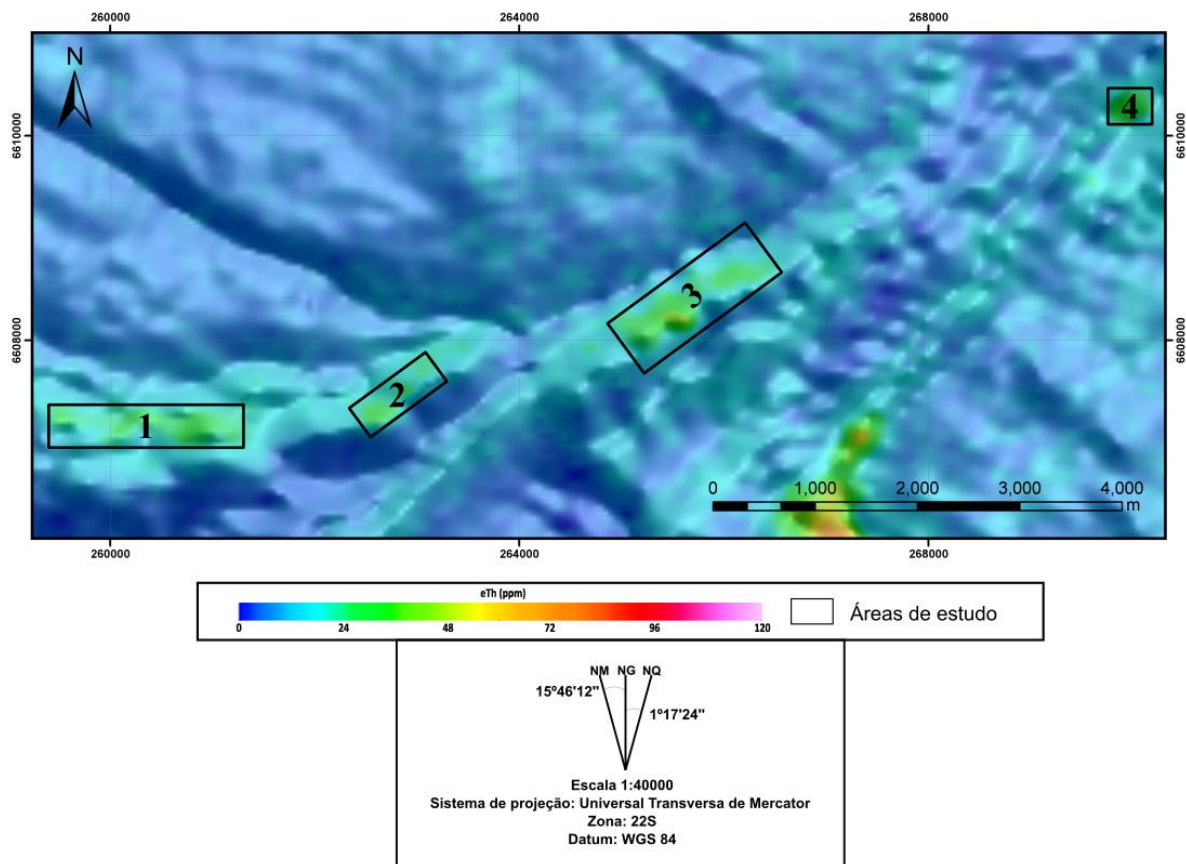 260000 264000 268000
N
4
6610000 6610000
3
6608000 6608000
2
1
0 1,000 2,000 3,000 4,000
m
260000 264000 268000
eTh (ppm)
0 24 48 72 96 120
Áreas de estudo
NM NG NQ
15º46'12"
1º17'24"
Escala 1:40000
Sistema de projeção: Universal Transversa de Mercator
Zona: 22S
Datum: WGS 84